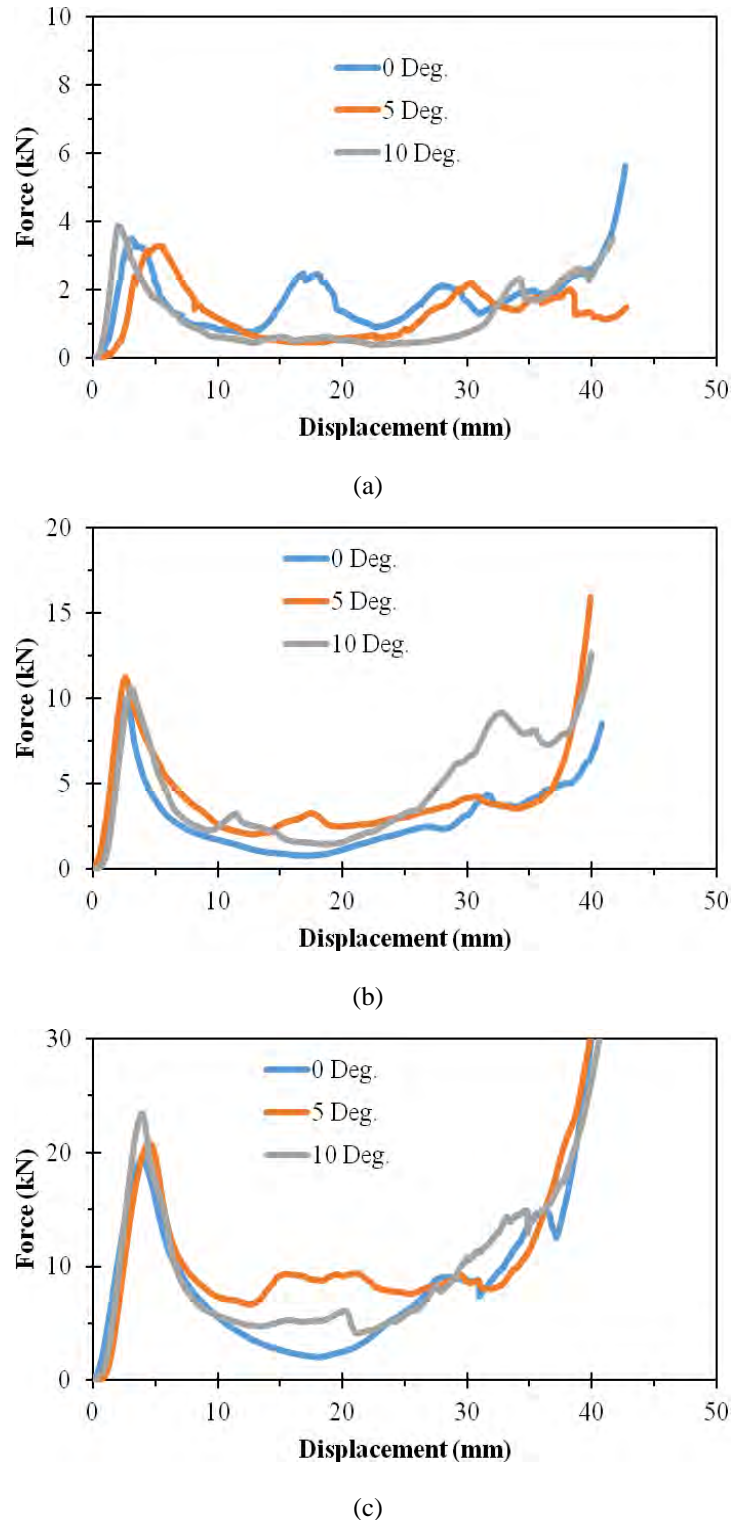 10
8
6
4
2
0
Force (kN)
0 Deg.
5 Deg.
10 Deg.
0 10 20 30 40 50
Displacement (mm)
(a)
20
15
10
5
0
Force (kN)
0 Deg.
5 Deg.
10 Deg.
0 10 20 30 40 50
Displacement (mm)
(b)
30
20
10
0
Force (kN)
0 Deg.
5 Deg.
10 Deg.
0 10 20 30 40 50
Displacement (mm)
(c)